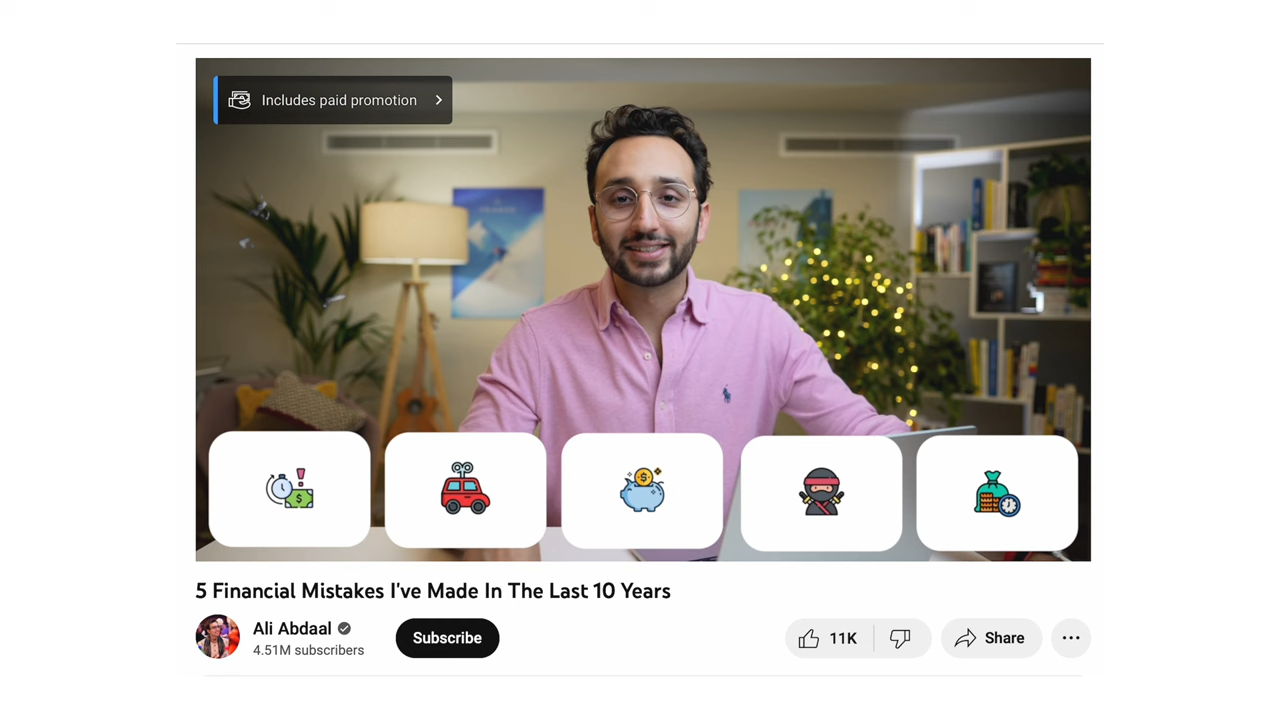 Includes paid promotion
5 Financial Mistakes I've Made In The Last 10 Years
Ali Abdaal
4.51M subscribers
Subscribe
11K
Share